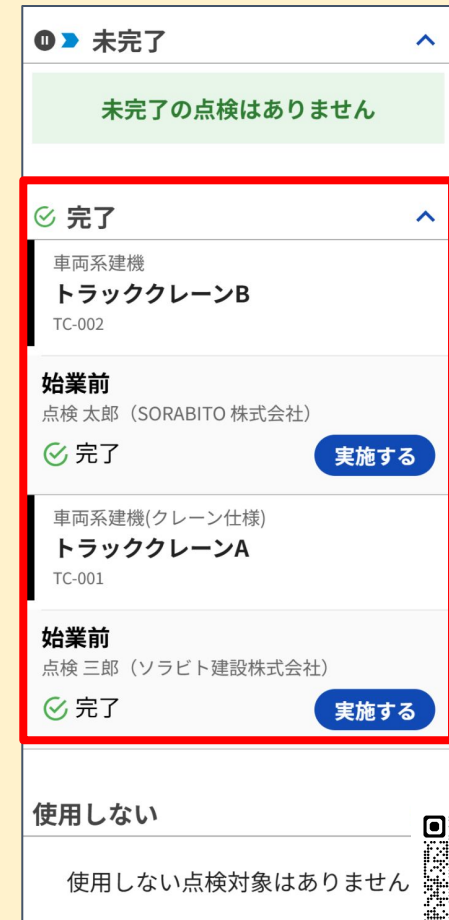 未完了
未完了の点検はありません
完了
車両系建機
トラッククレーンB
TC-002
始業前
点検 太郎（SORABITO 株式会社）
完了
実施する
車両系建機(クレーン仕様)
トラッククレーンA
TC-001
始業前
点検 三郎（ソラビト建設株式会社）
完了
実施する
使用しない
使用しない点検対象はありません